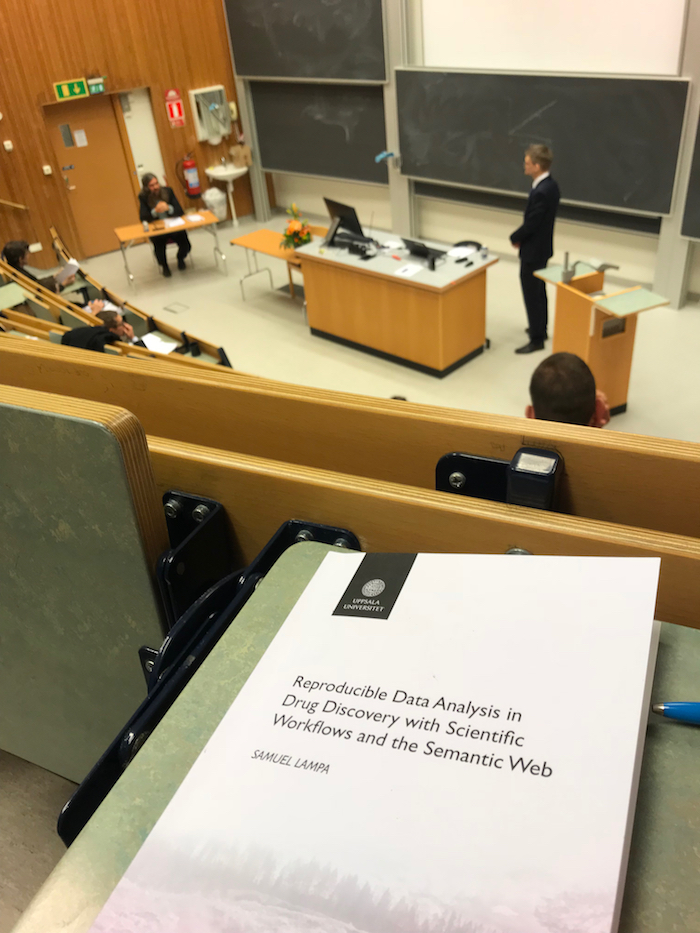 UPPSALA
UNIVERSITET
Reproducible Data Analysis in
Drug Discovery with Scientific
Workflows and the Semantic Web
SAMUEL LAMPA